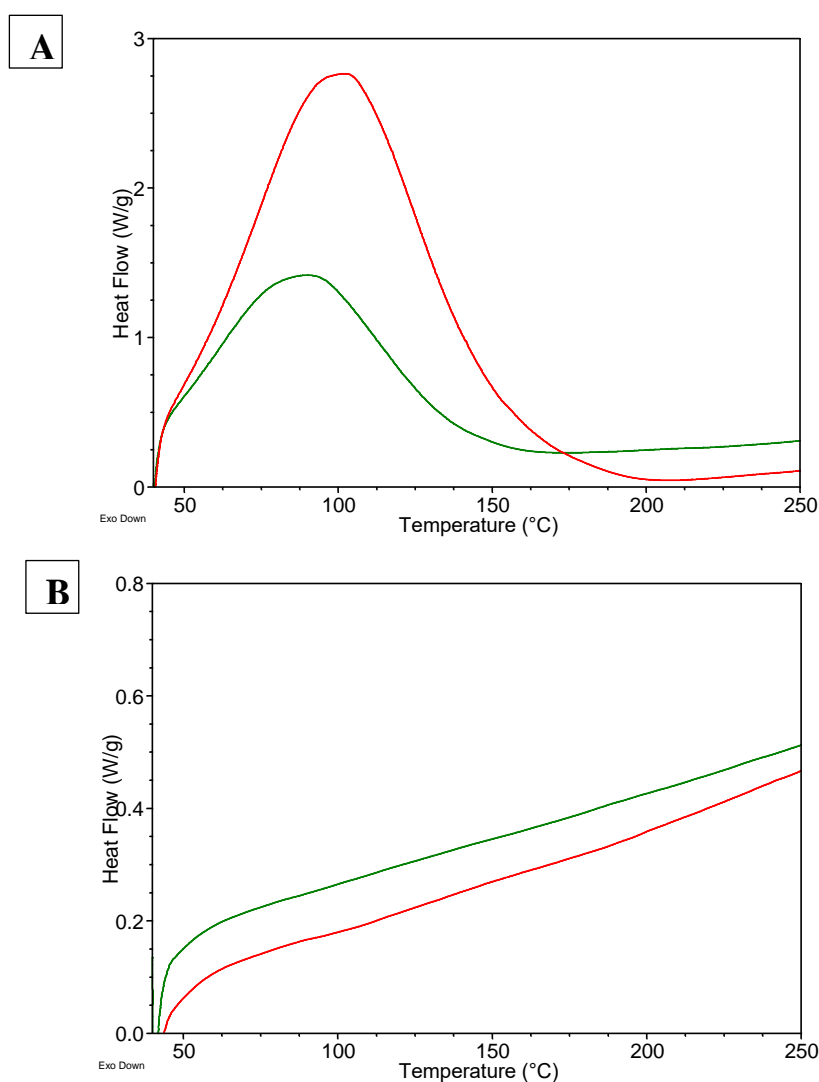 A
3
2
1
0
Heat Flow (W/g)
50 100 150 200 250
Exo Down
Temperature (°C)
B
0.8
0.6
0.4
0.2
0.0
Heat Flow (W/g)
50 100 150 200 250
Exo Down
Temperature (°C)